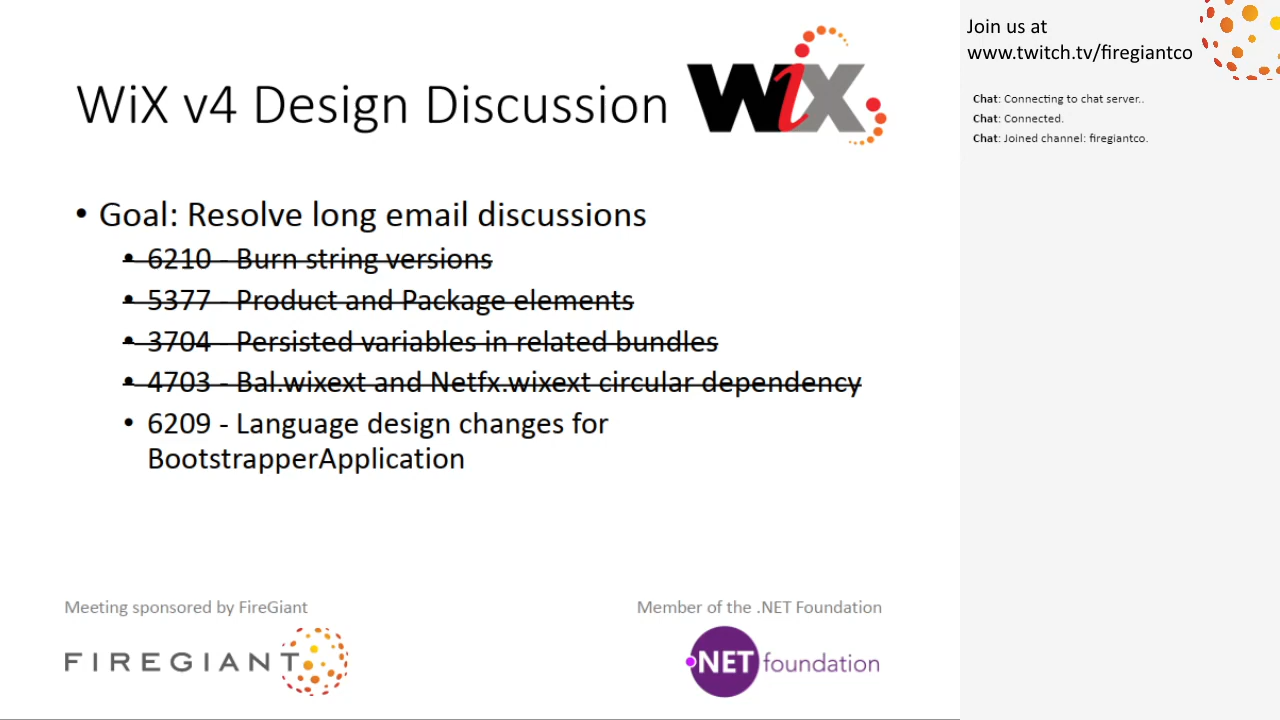 Join us at
www.twitch.tv/firegiantco
Chat: Connecting to chat server..
Chat: Connected.
Chat: Joined channel: firegiantco.
WiX v4 Design Discussion
WiX
• Goal: Resolve long email discussions
• 6210 - Burn string versions
• 5377 - Product and Package elements
• 3704 - Persisted variables in related bundles
• 4703 - Bal.wixext and Netfx.wixext circular dependency
• 6209 - Language design changes for
BootstrapperApplication
Meeting sponsored by FireGiant
FIREGIANT
Member of the .NET Foundation
.NET foundation